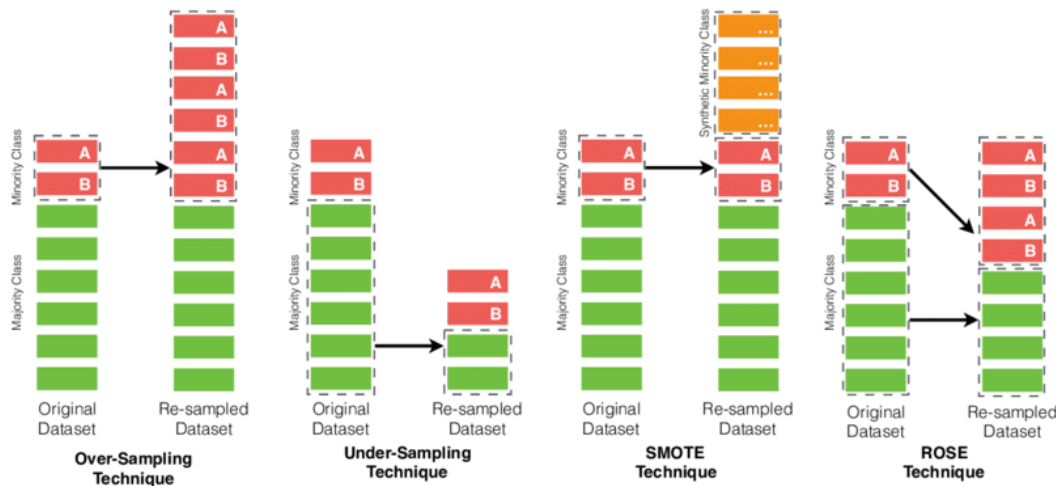 A
B
A
B
A
B
Minority Class
A
B
Majority Class
Original
Dataset
Re-sampled
Dataset
Over-Sampling
Technique
Minority Class
A
B
Majority Class
A
B
Original
Dataset
Re-sampled
Dataset
Under-Sampling
Technique
Synthetic Minority Class
...
...
...
...
Minority Class
A
B
A
B
Majority Class
Original
Dataset
Re-sampled
Dataset
SMOTE
Technique
Minority Class
A
B
A
B
A
B
Majority Class
Original
Dataset
Re-sampled
Dataset
ROSE
Technique